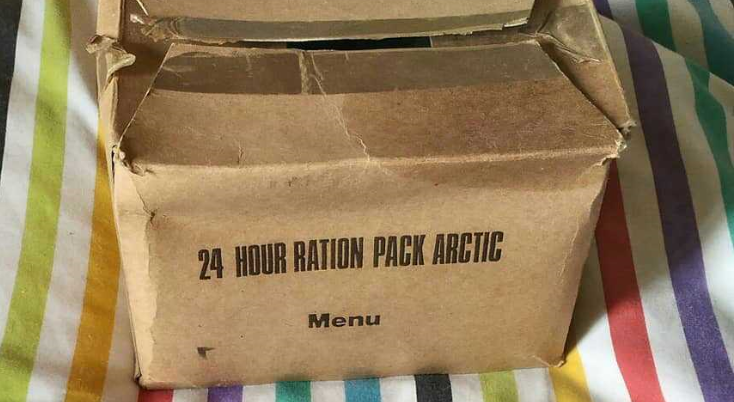 24 HOUR RATION PACK ARCTIC
Menu